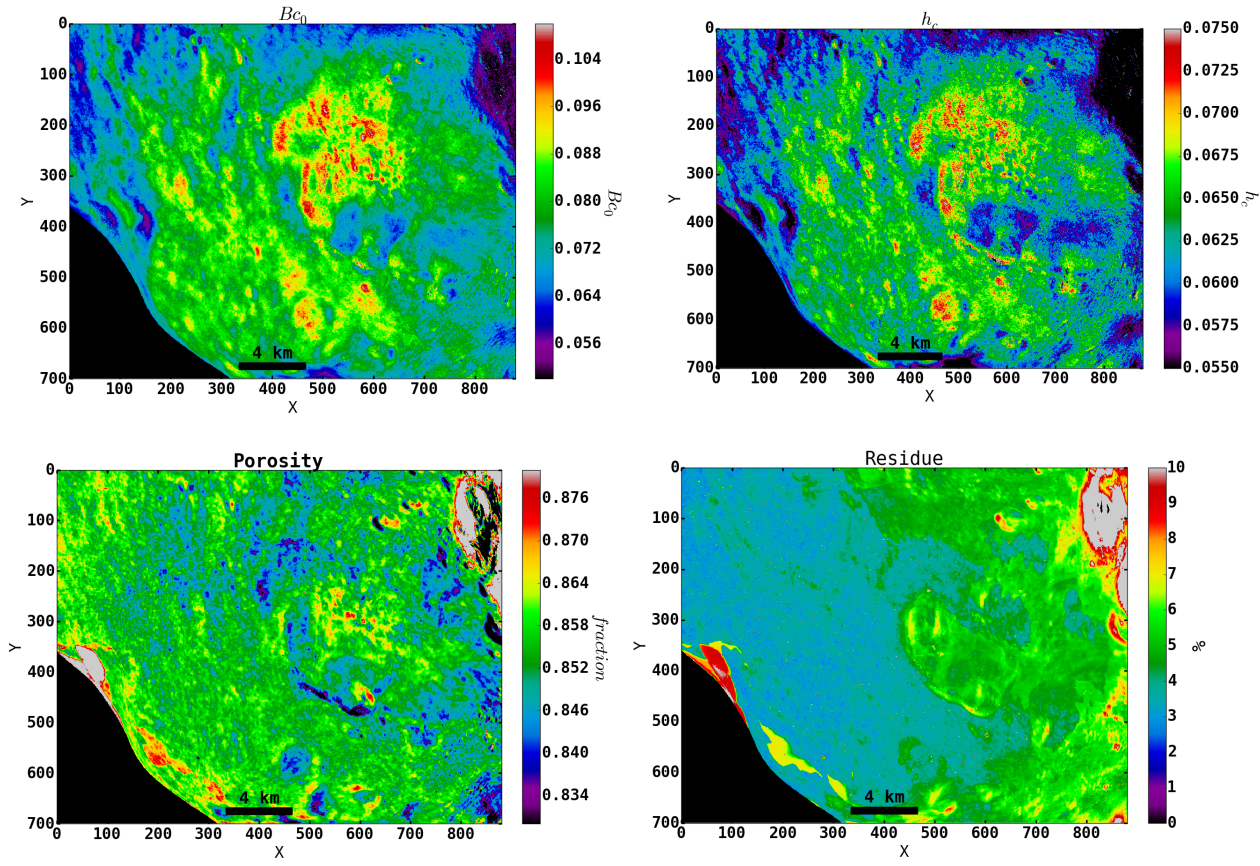 Bc₀
0
100
200
300
400
500
600
700
Y
0 100 200 300 400 500 600 700 800
X
4 km
0.104
0.096
0.088
0.080
0.072
0.064
0.056
Bc₀
h_c
0
100
200
300
400
500
600
700
Y
0 100 200 300 400 500 600 700 800
X
4 km
0.0750
0.0725
0.0700
0.0675
0.0650
0.0625
0.0600
0.0575
0.0550
h_c
Porosity
0
100
200
300
400
500
600
700
Y
0 100 200 300 400 500 600 700 800
X
4 km
0.876
0.870
0.864
0.858
0.852
0.846
0.840
0.834
fraction
Residue
0
100
200
300
400
500
600
700
Y
0 100 200 300 400 500 600 700 800
X
4 km
10
9
8
7
6
5
4
3
2
1
0
%